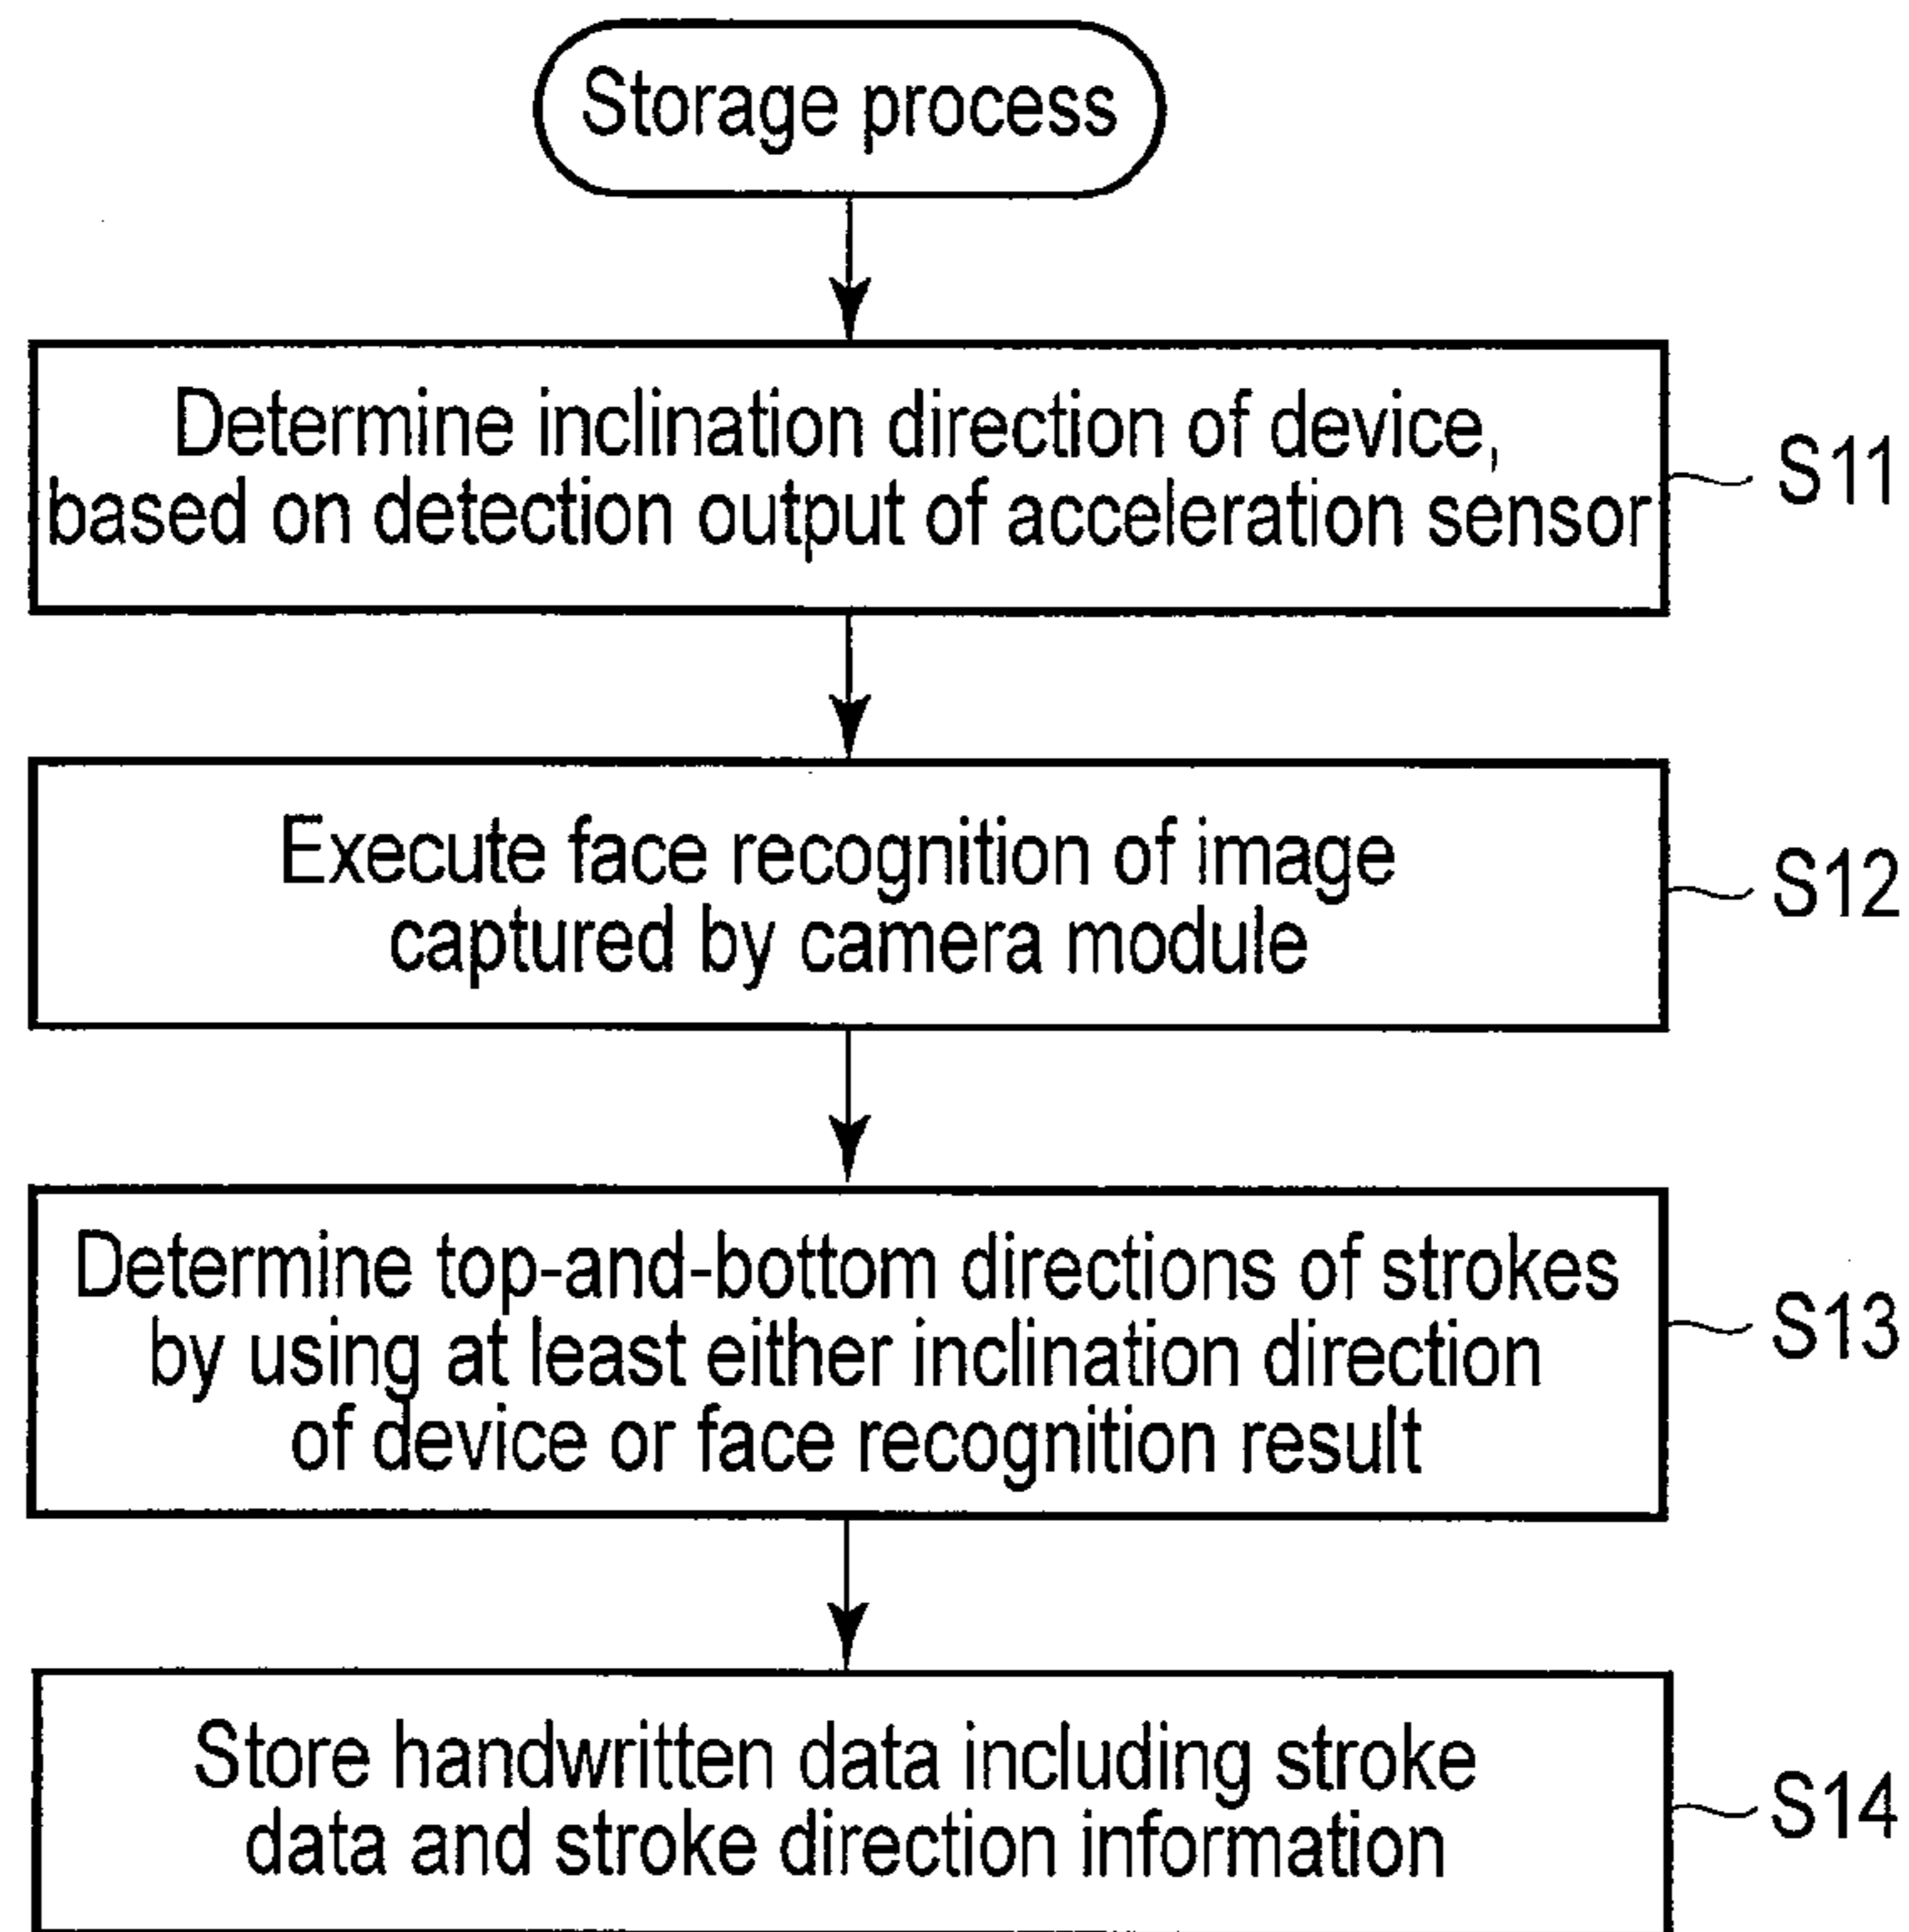 Storage process
Determine inclination direction of device,
based on detection output of acceleration sensor
S11
Execute face recognition of image
captured by camera module
S12
Determine top-and-bottom directions of strokes
by using at least either inclination direction
of device or face recognition result
S13
Store handwritten data including stroke
data and stroke direction information
S14